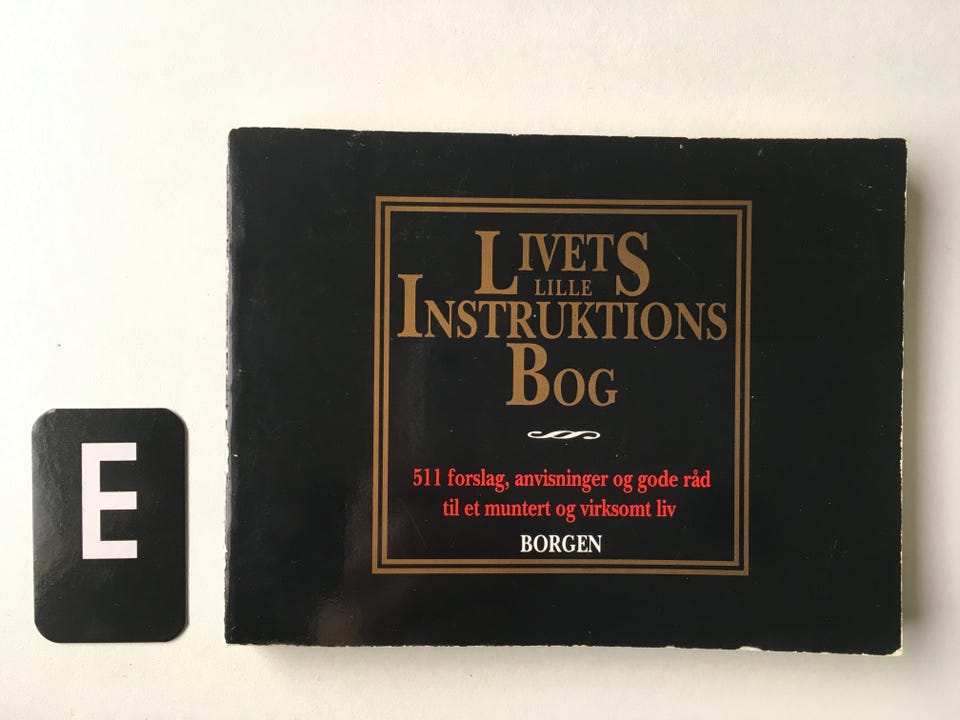 LIVETS
LILLE
INSTRUKTIONS
BOG
511 forslag, anvisninger og gode råd
til et muntert og virksomt liv
BORGEN
E